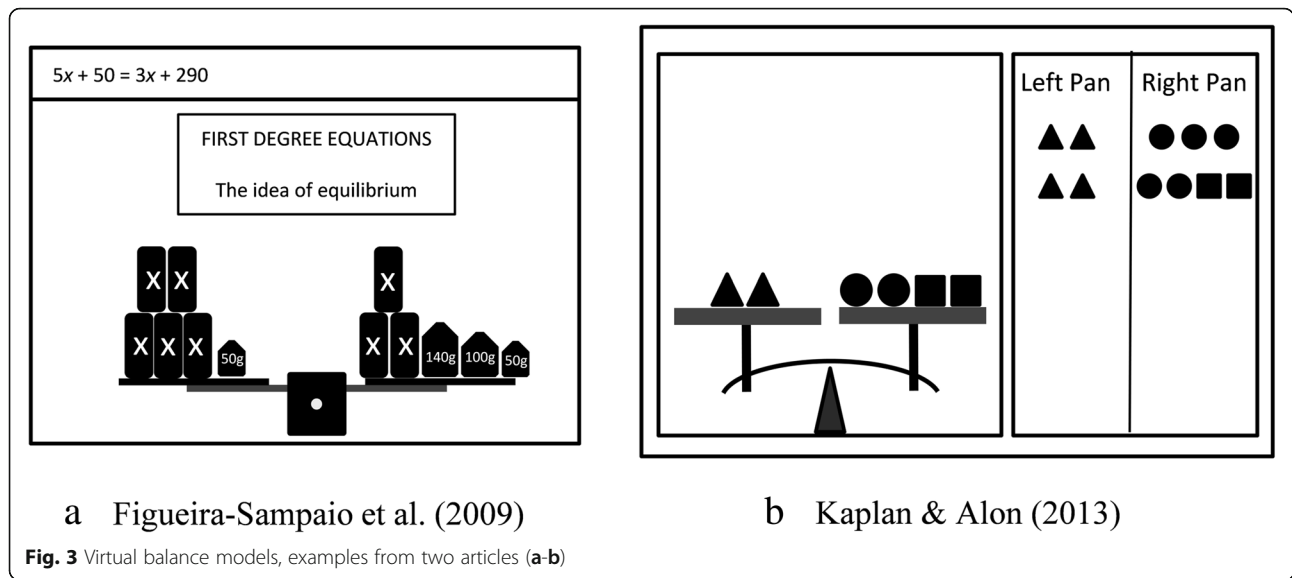 5x + 50 = 3x + 290
FIRST DEGREE EQUATIONS
The idea of equilibrium
X X
X X X 50g
X
X X 140g 100g 50g
Left Pan Right Pan
a Figueira-Sampaio et al. (2009)
b Kaplan & Alon (2013)
Fig. 3 Virtual balance models, examples from two articles (a-b)